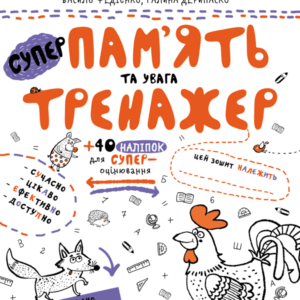 ВАСИЛЬ ФЕДІЄНКО, ГАЛИНА ДЕРИПАСКО
СУПЕР
ПАМ'ЯТЬ
ТА УВАГА
ТРЕНАЖЕР
+40 НАЛІПОК
для СУПЕР-
оцінювання
- СУЧАСНО
- ЦІКАВО
- ЕФЕКТИВНО
- ДОСТУПНО
ЦЕЙ ЗОШИТ НАЛЕЖИТЬ